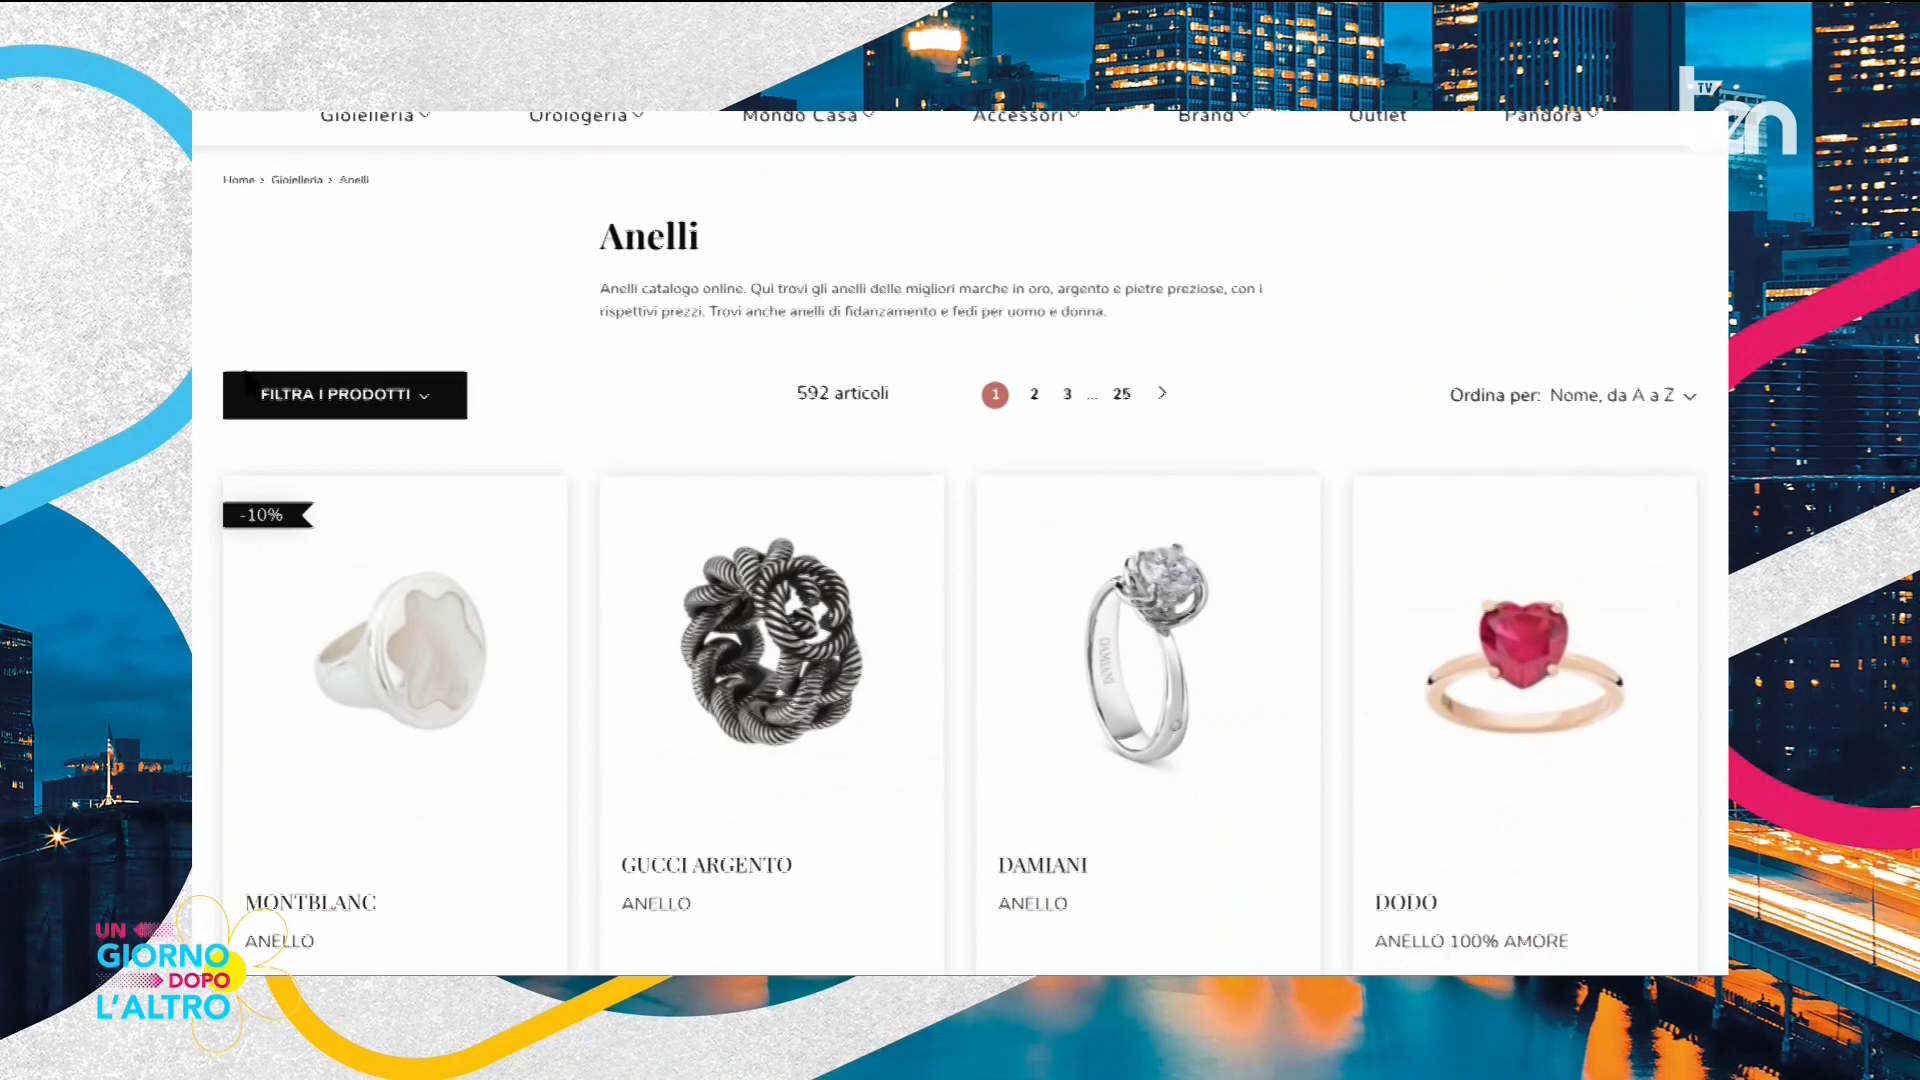 TV
Gioielleria
Orologeria
Mondo Casa
Accessori
Brand
Outlet
Pandora
Home > Gioielleria > Anelli
Anelli
Anelli catalogo online. Qui trovi gli anelli delle migliori marche in oro, argento e pietre preziose, con i
rispettivi prezzi. Trovi anche anelli di fidanzamento e fedi per uomo e donna.
FILTRA I PRODOTTI
592 articoli
1 2 3 ... 25 >
Ordina per: Nome, da A a Z
-10%
DAMIANI
MONTBLANC
ANELLO
GUCCI ARGENTO
ANELLO
DAMIANI
ANELLO
DODO
ANELLO 100% AMORE
UN
GIORNO
DOPO
L'ALTRO